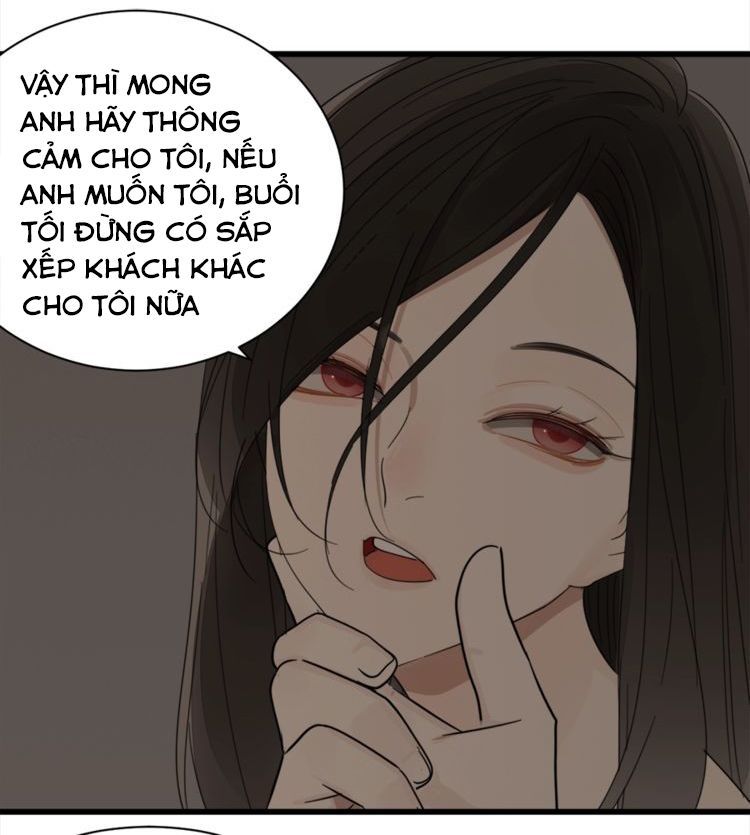 VẬY THÌ MONG
ANH HÃY THÔNG
CẢM CHO TÔI, NẾU
ANH MUỐN TÔI, BUỔI
TỐI ĐỪNG CÓ SẮP
XẾP KHÁCH KHÁC
CHO TÔI NỮA